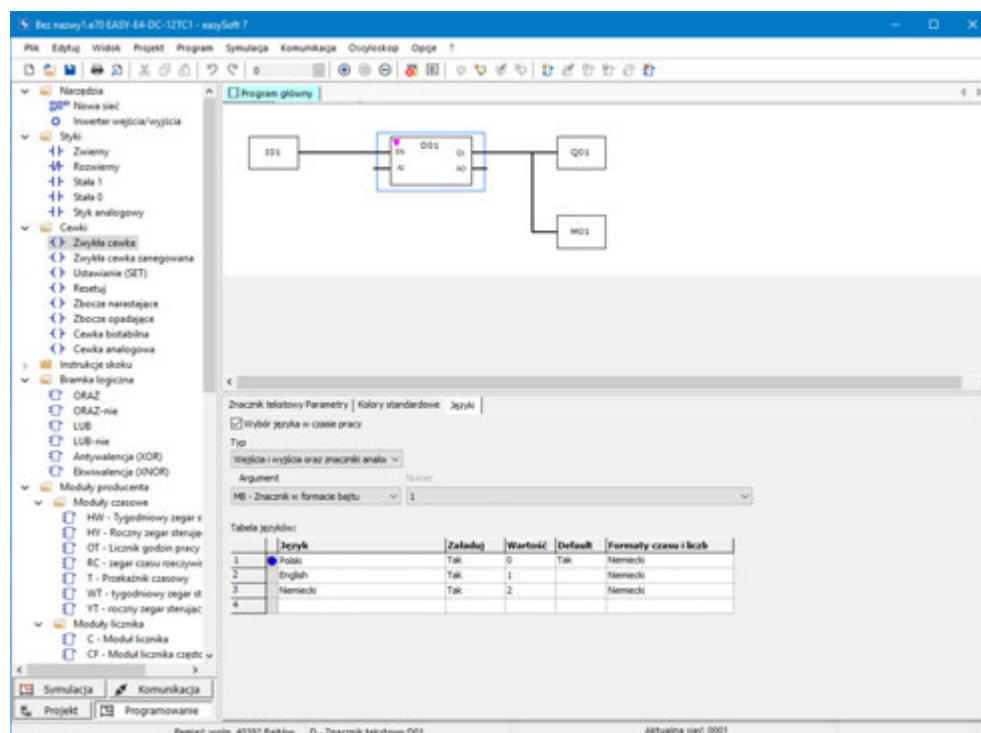 Bez nazwy1.e70 EASY-E4-DC-12TC1 - easySoft 7
Plik Edytuj Widok Projekt Program Symulacja Komunikacja Oscyloskop Opcje ?
0
Narzędzia
Nowa sieć
Inwerter wejścia/wyjścia
Styki
Zwierny
Rozwierny
Stała 1
Stała 0
Styk analogowy
Cewki
Zwykła cewka
Zwykła cewka zanegowana
Ustawianie (SET)
Resetuj
Zbocze narastające
Zbocze opadające
Cewka bistabilna
Cewka analogowa
Instrukcje skoku
Bramka logiczna
ORAZ
ORAZ-nie
LUB
LUB-nie
Antywalencja (XOR)
Ekwiwalencja (XNOR)
Moduły producenta
Moduły czasowe
HW - Tygodniowy zegar s
HY - Roczny zegar steruje
OT - Licznik godzin pracy
RC - zegar czasu rzeczywis
T - Przekaźnik czasowy
WT - tygodniowy zegar st
YT - roczny zegar sterując
Moduły licznika
C - Moduł licznika
CF - Moduł licznika częstc
Symulacja Komunikacja
Projekt Programowanie
Program główny
I01
D01
EN Q1
Q01
M01
Znacznik tekstowy Parametry Kolory standardowe Języki
Wybór języka w czasie pracy
Typ
Wejścia i wyjścia oraz znaczniki analo
Argument Numer
MB - Znacznik w formacie bajtu 1
Tabela języków:
Język Załaduj Wartość Default Formaty czasu i liczb
1 Polski Tak 0 Tak Niemiecki
2 English Tak 1 Niemiecki
3 Niemiecki Tak 2 Niemiecki
4
Pamięć woln. 40392 Bajtów D - Znacznik tekstowy D01 Aktualna sieć 0001